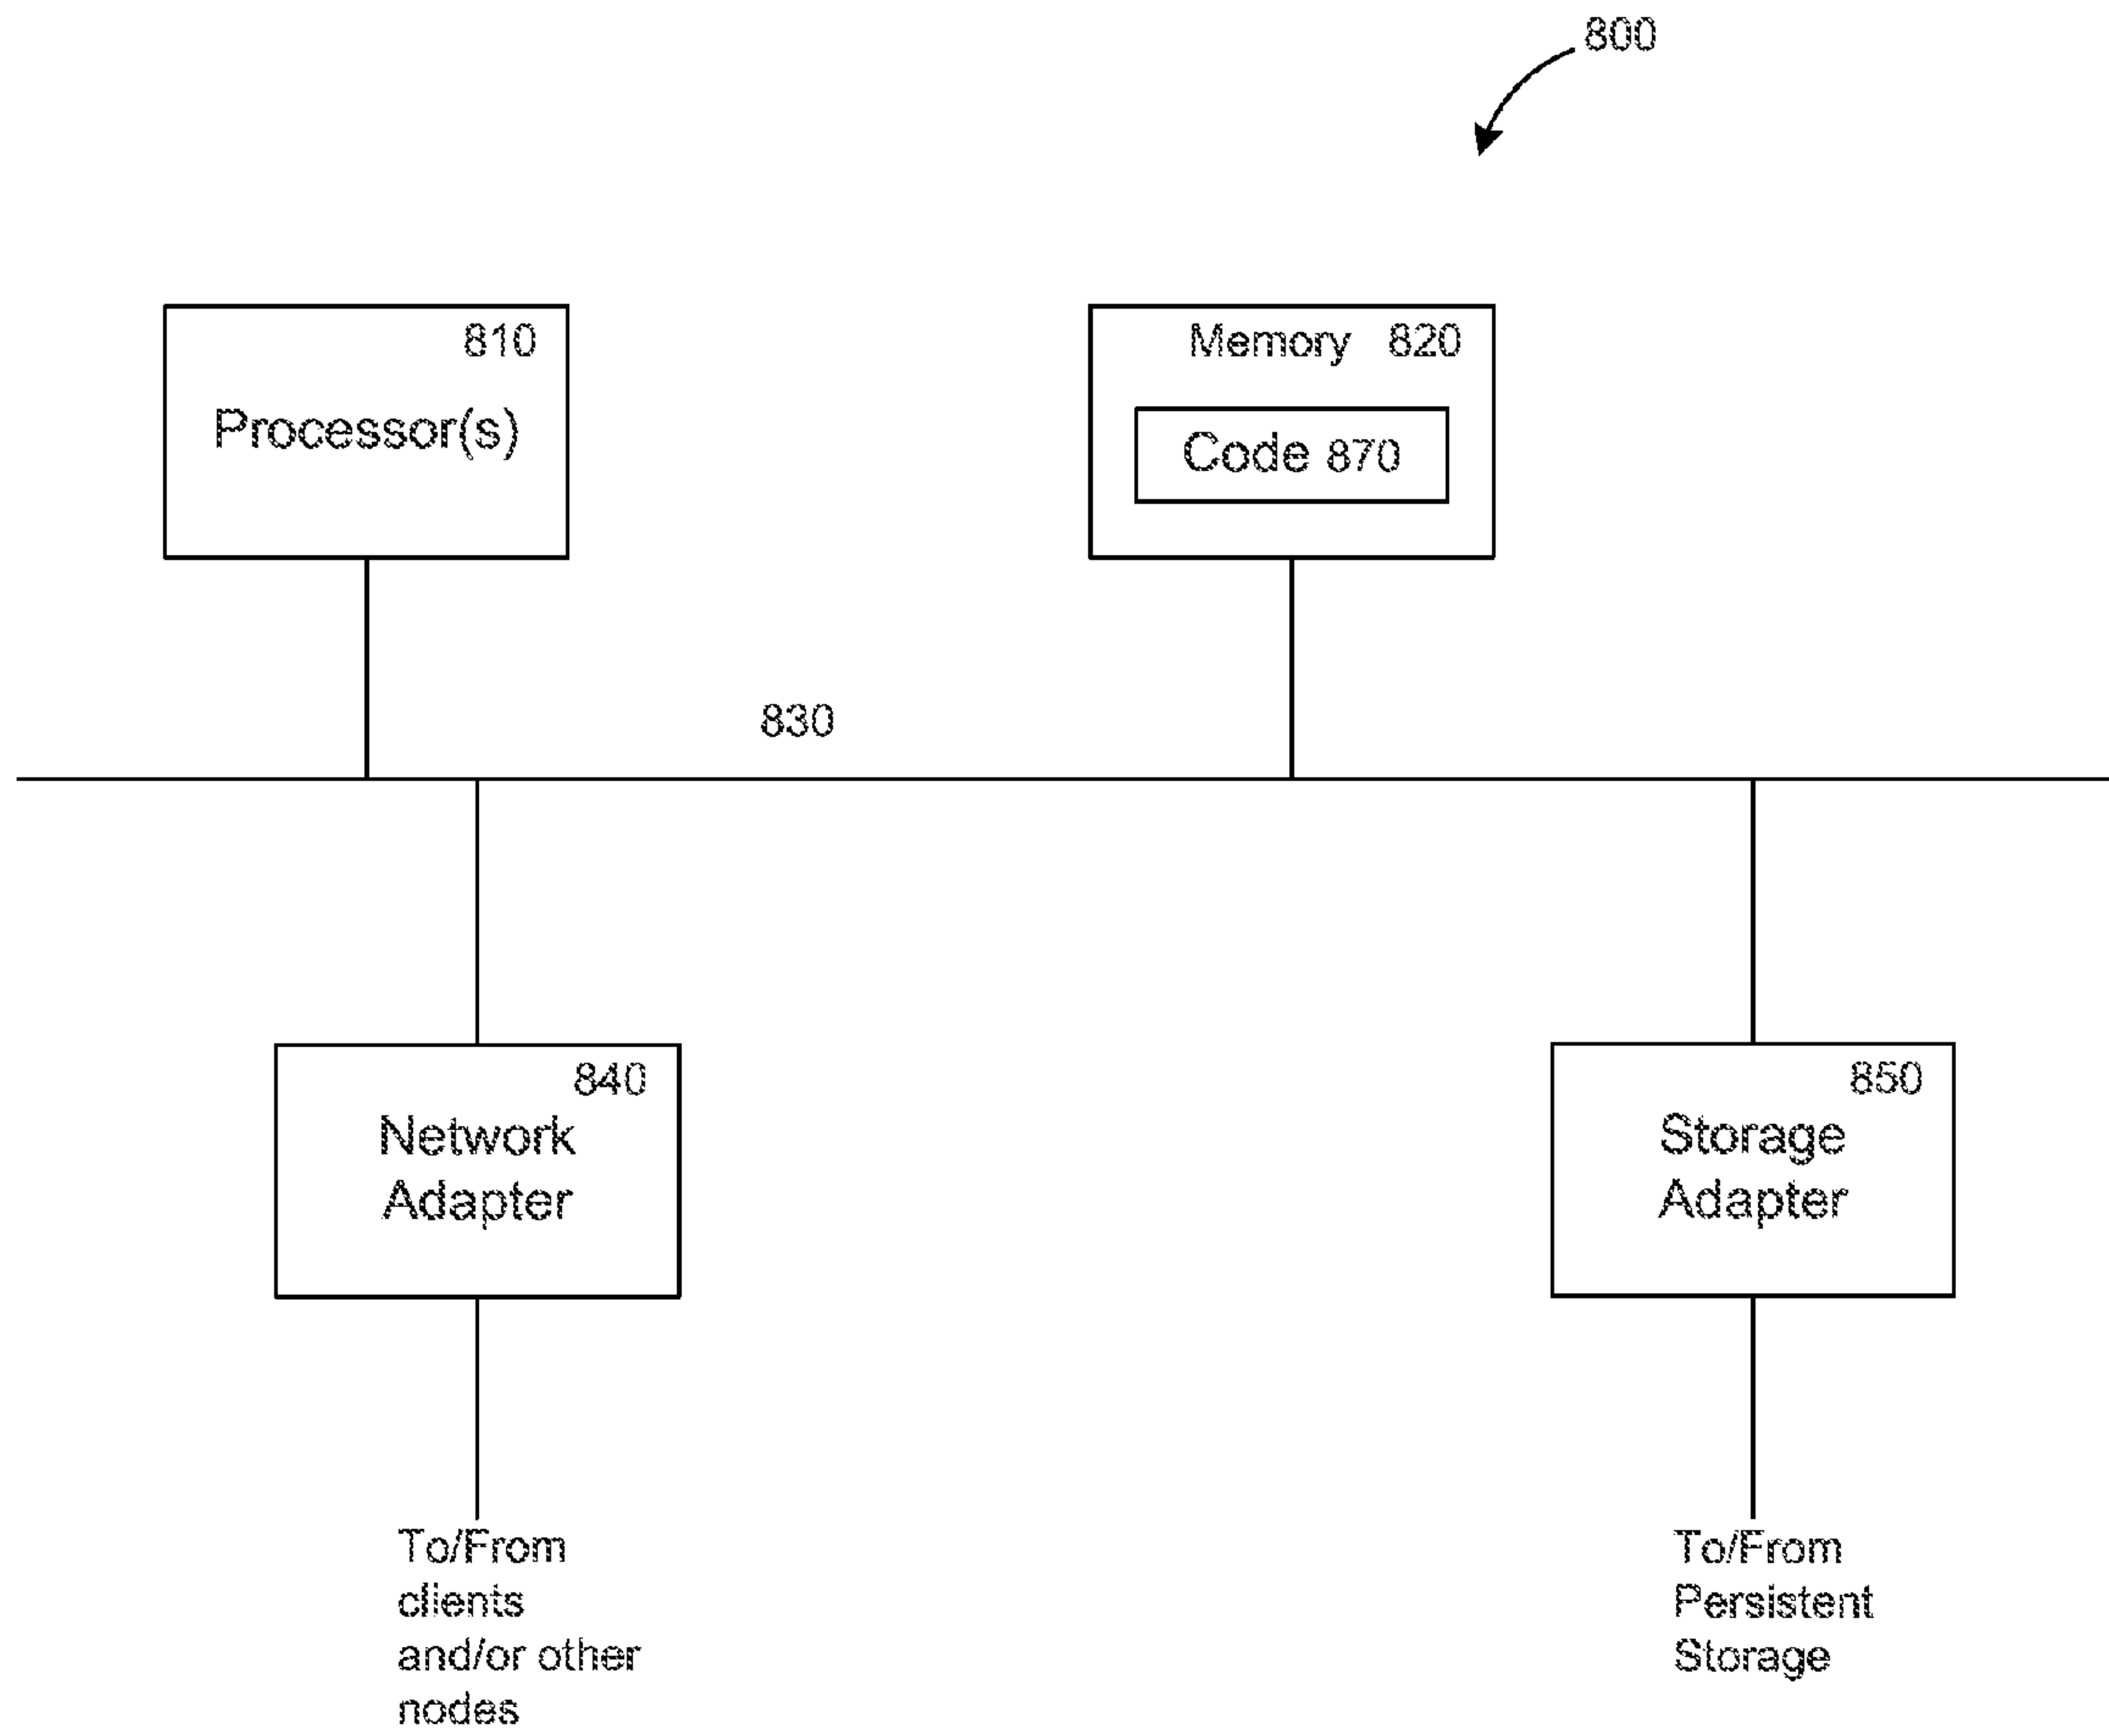 800
810
Processor(s)
Memory 820
Code 870
830
840
Network
Adapter
850
Storage
Adapter
To/From
clients
and/or other
nodes
To/From
Persistent
Storage